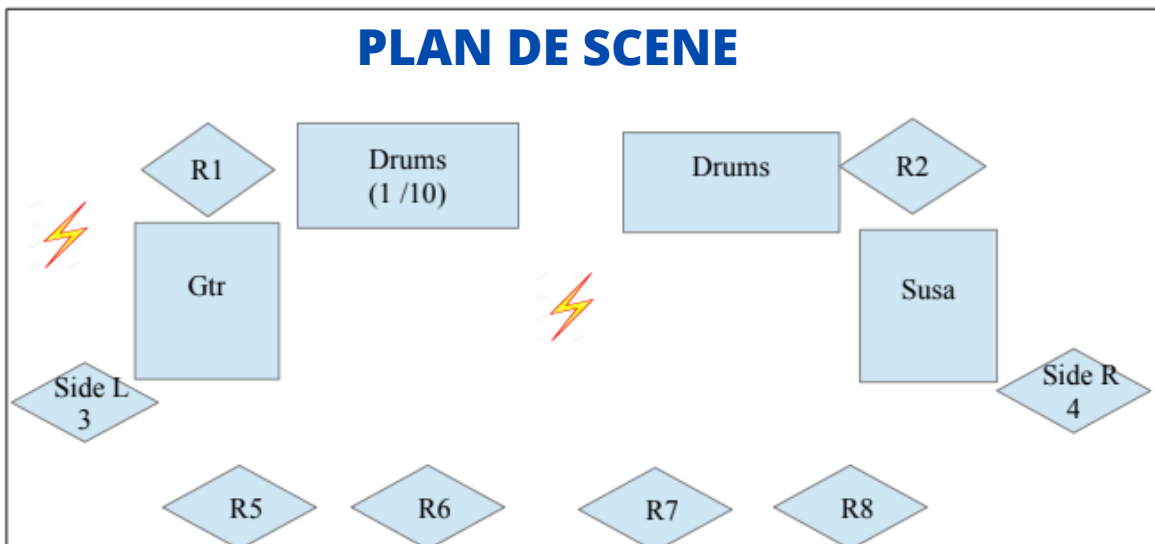 PLAN DE SCENE
R1
Drums
(1 /10)
Drums
R2
Gtr
Susa
Side L
3
Side R
4
R5
R6
R7
R8